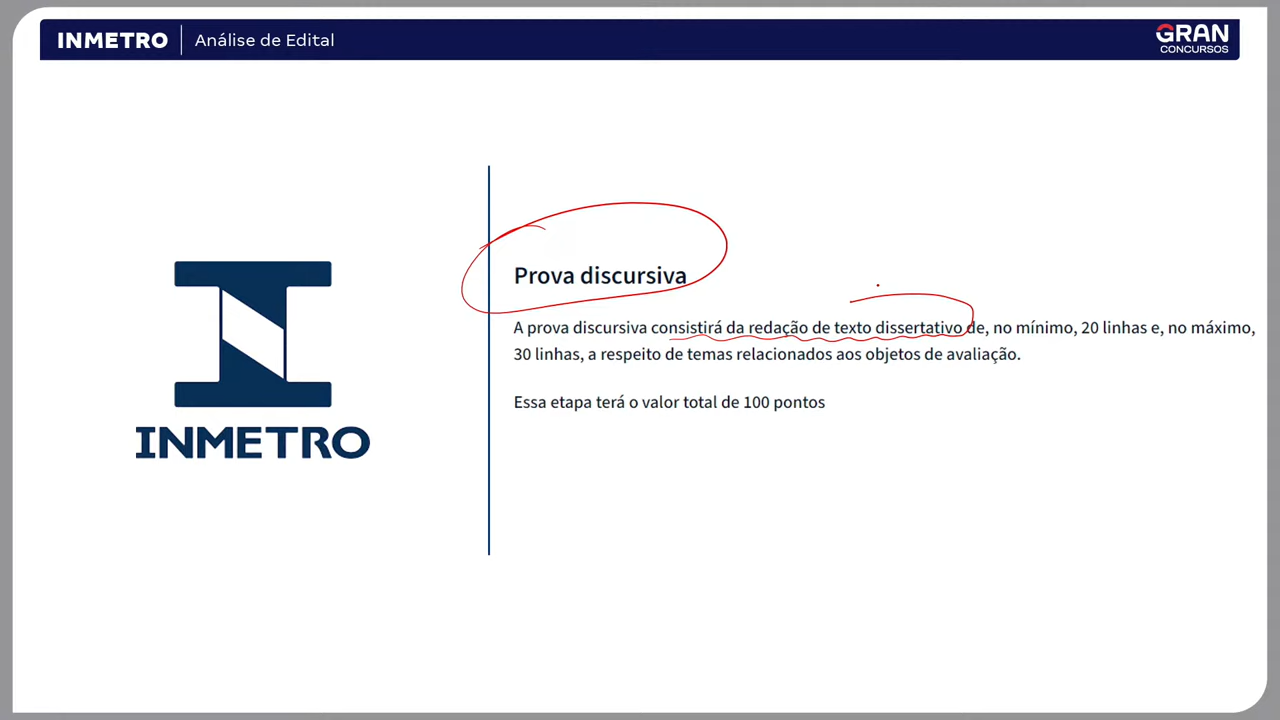 INMETRO | Análise de Edital
GRAN
CONCURSOS
Prova discursiva
A prova discursiva consistirá da redação de texto dissertativo de, no mínimo, 20 linhas e, no máximo,
30 linhas, a respeito de temas relacionados aos objetos de avaliação.
Essa etapa terá o valor total de 100 pontos
INMETRO